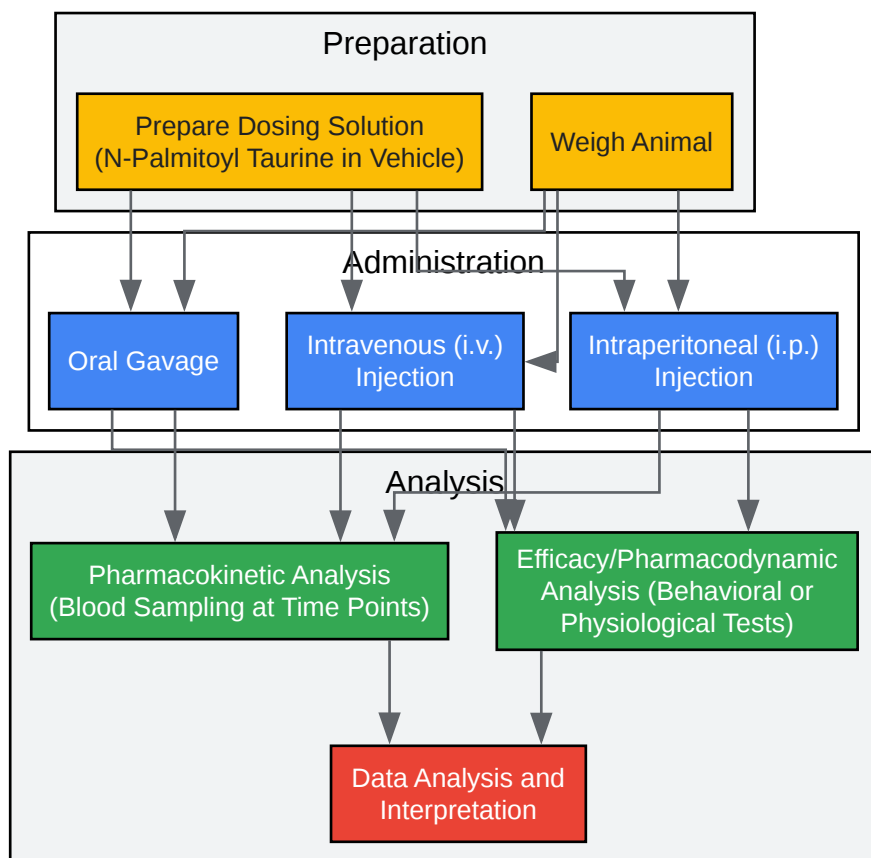 Preparation
Prepare Dosing Solution
(N-Palmitoyl Taurine in Vehicle)
Weigh Animal
Administration
Oral Gavage
Intravenous (i.v.)
Injection
Intraperitoneal (i.p.)
Injection
Analysis
Pharmacokinetic Analysis
(Blood Sampling at Time Points)
Efficacy/Pharmacodynamic
Analysis (Behavioral or
Physiological Tests)
Data Analysis and
Interpretation